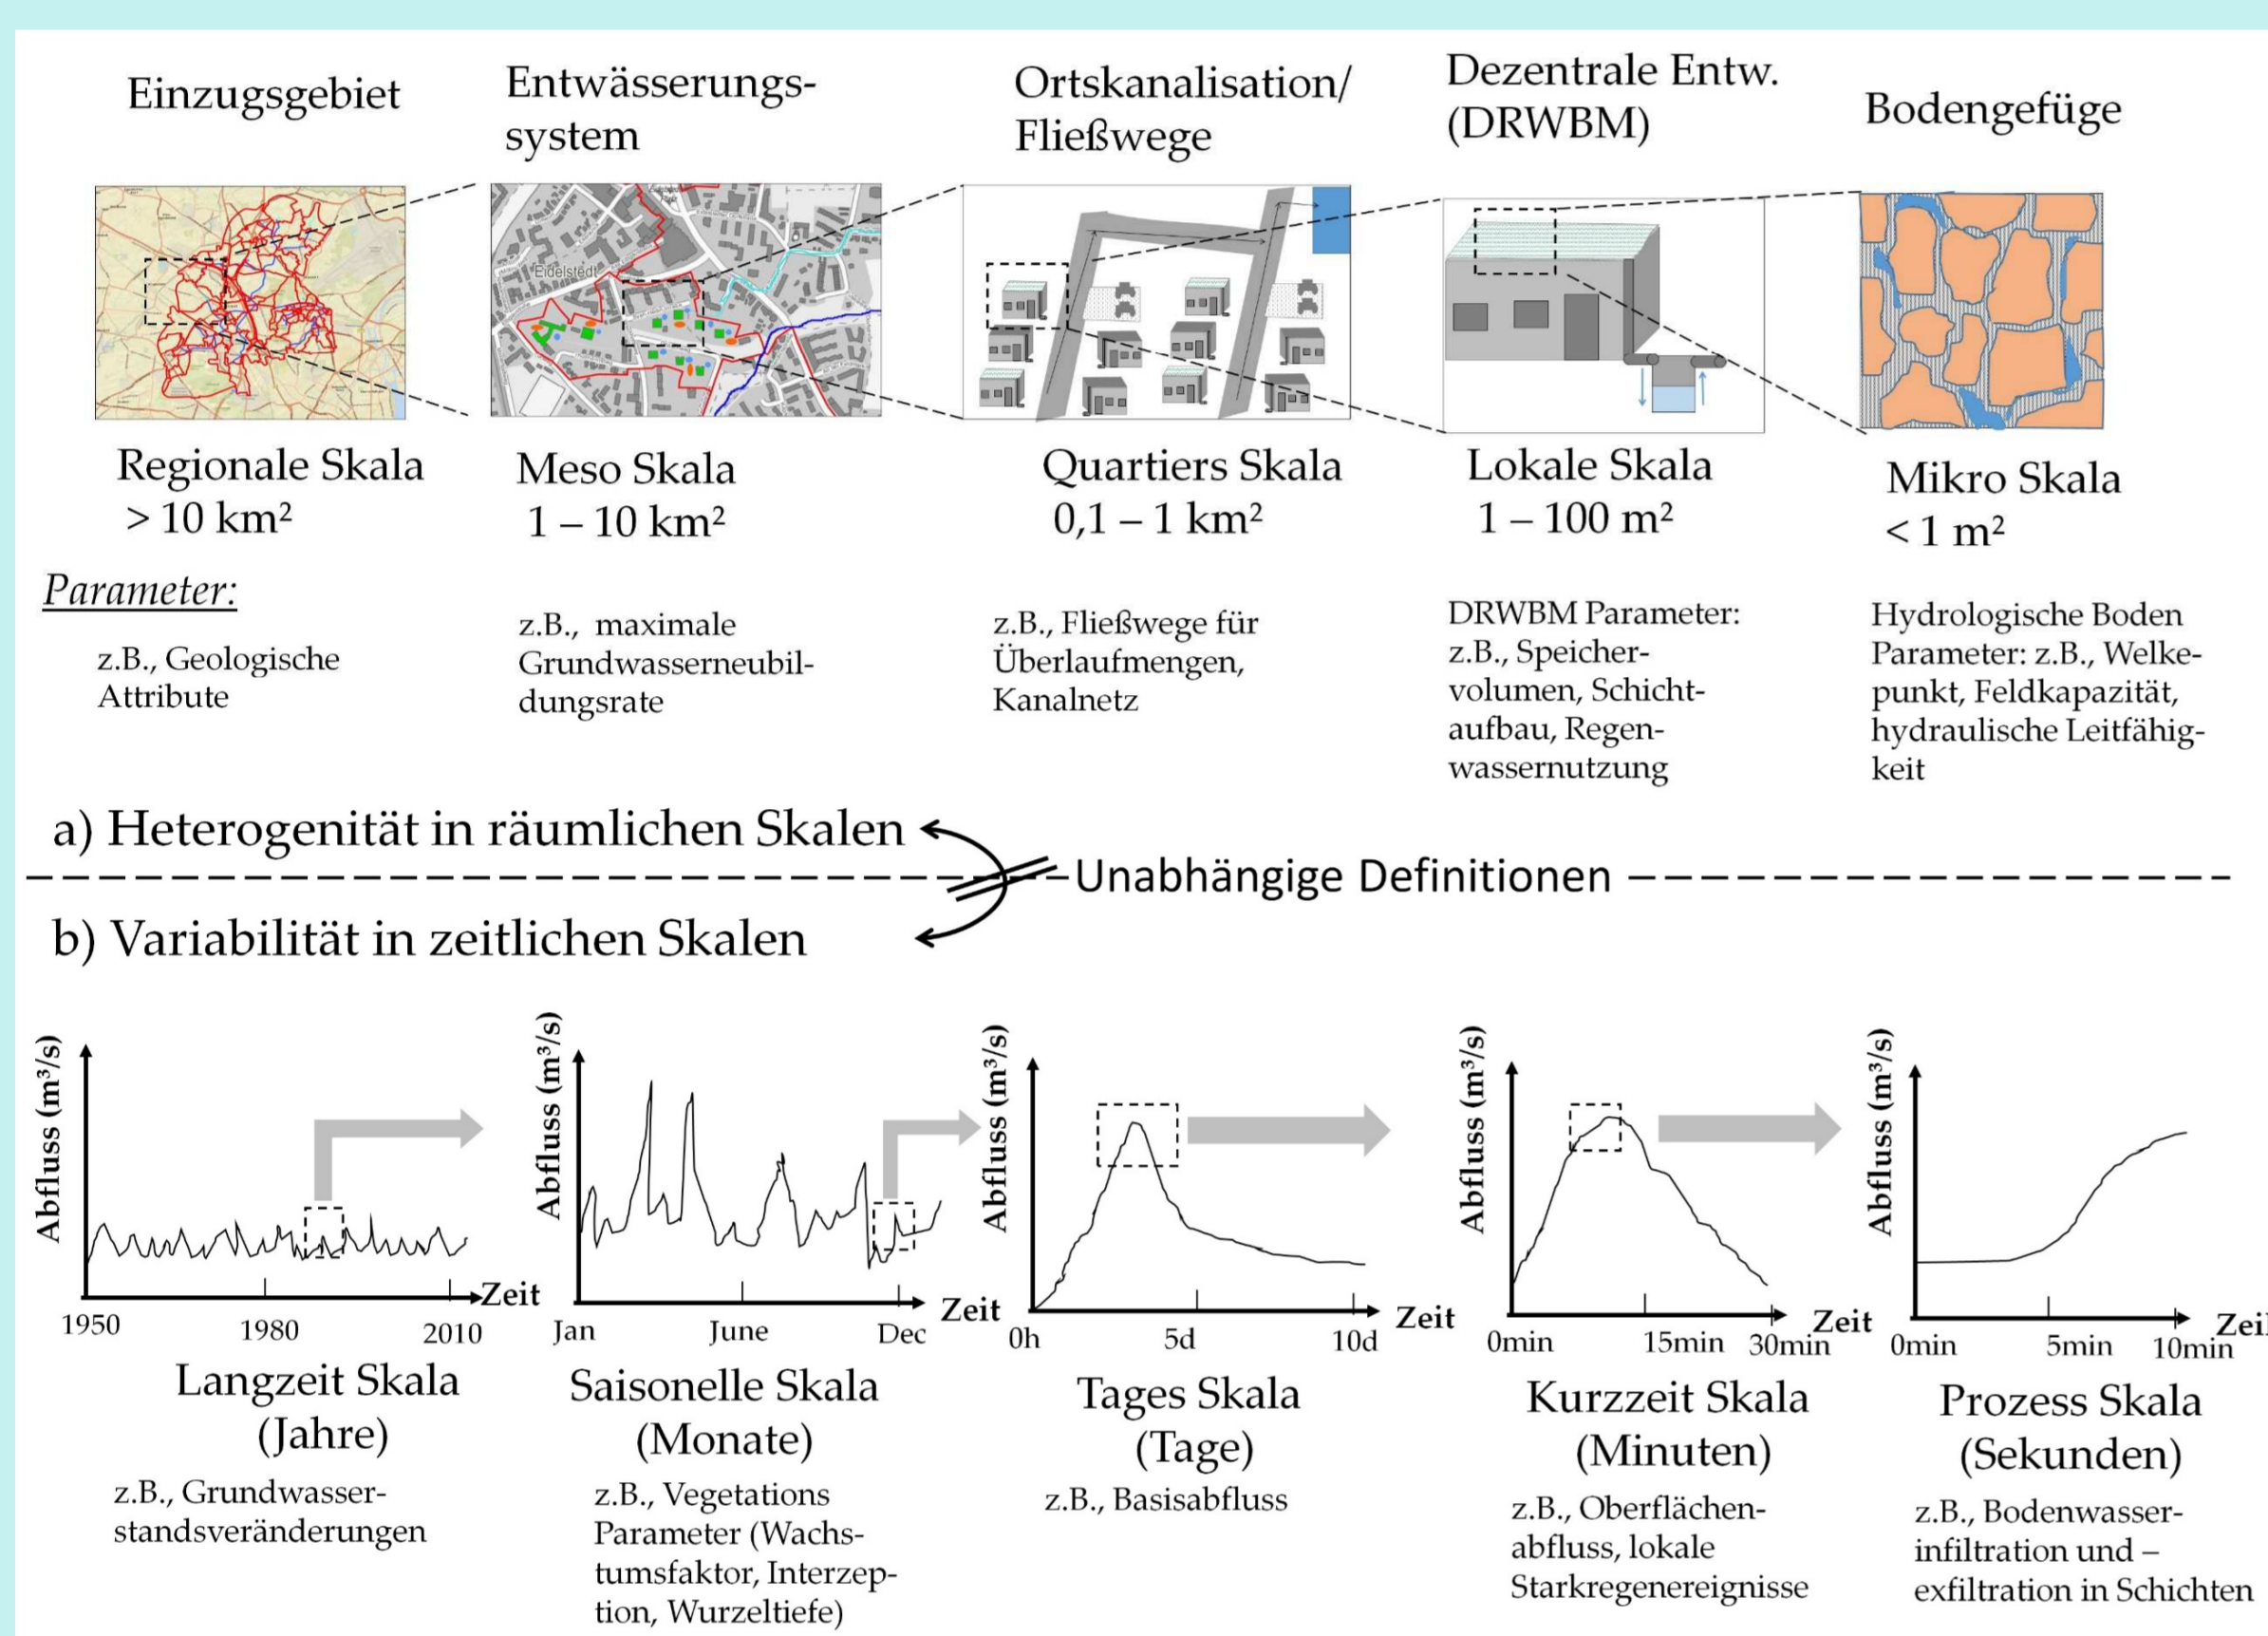 Einzugsgebiet
Entwässerungs-
system
Ortskanalisation/
Fließwege
Dezentrale Entw.
(DRWBM)
Bodengefüge
Eidelstedt
Regionale Skala
> 10 km²
Meso Skala
1 – 10 km²
Quartiers Skala
0,1 – 1 km²
Lokale Skala
1 – 100 m²
Mikro Skala
< 1 m²
Parameter:
z.B., Geologische
Attribute
z.B., maximale
Grundwasserneubil-
dungsrate
z.B., Fließwege für
Überlaufmengen,
Kanalnetz
DRWBM Parameter:
z.B., Speicher-
volumen, Schicht-
aufbau, Regen-
wassernutzung
Hydrologische Boden
Parameter: z.B., Welke-
punkt, Feldkapazität,
hydraulische Leitfähig-
keit
a) Heterogenität in räumlichen Skalen
Unabhängige Definitionen
b) Variabilität in zeitlichen Skalen
Abfluss (m³/s)
Zeit
1950
1980
2010
Langzeit Skala
(Jahre)
z.B., Grundwasser-
standsveränderungen
Abfluss (m³/s)
Zeit
Jan
June
Dec
Saisonelle Skala
(Monate)
z.B., Vegetations
Parameter (Wachs-
tumsfaktor, Interzep-
tion, Wurzeltiefe)
Abfluss (m³/s)
Zeit
0h
5d
10d
Tages Skala
(Tage)
z.B., Basisabfluss
Abfluss (m³/s)
Zeit
0min
15min
30min
Kurzzeit Skala
(Minuten)
z.B., Oberflächen-
abfluss, lokale
Starkregenereignisse
Abfluss (m³/s)
0min
5min
10min
Prozess Skala
(Sekunden)
z.B., Bodenwasser-
infiltration und –
exfiltration in Schichten